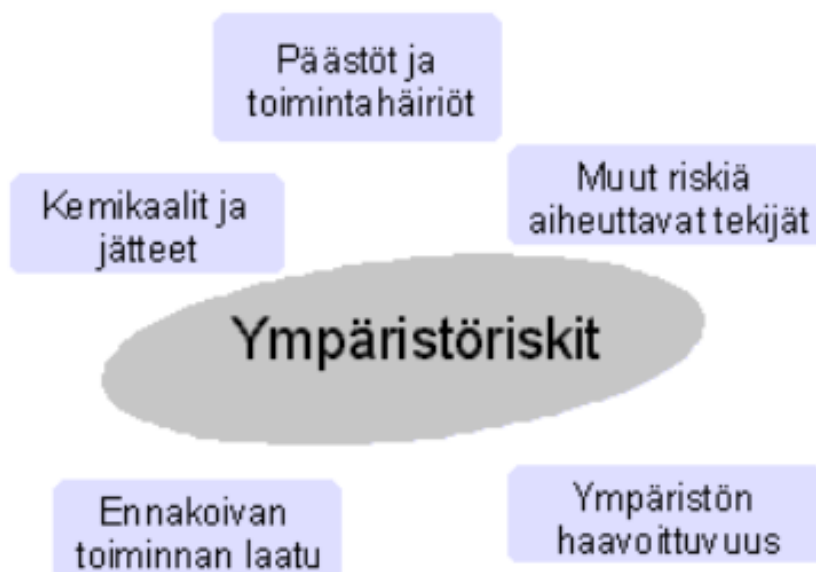 Päästöt ja
toimintahäiriöt
Kemikaalit ja
jätteet
Muut riskiä
aiheuttavat tekijät
Ympäristöriskit
Ennakoivan
toiminnan laatu
Ympäristön
haavoittuvuus